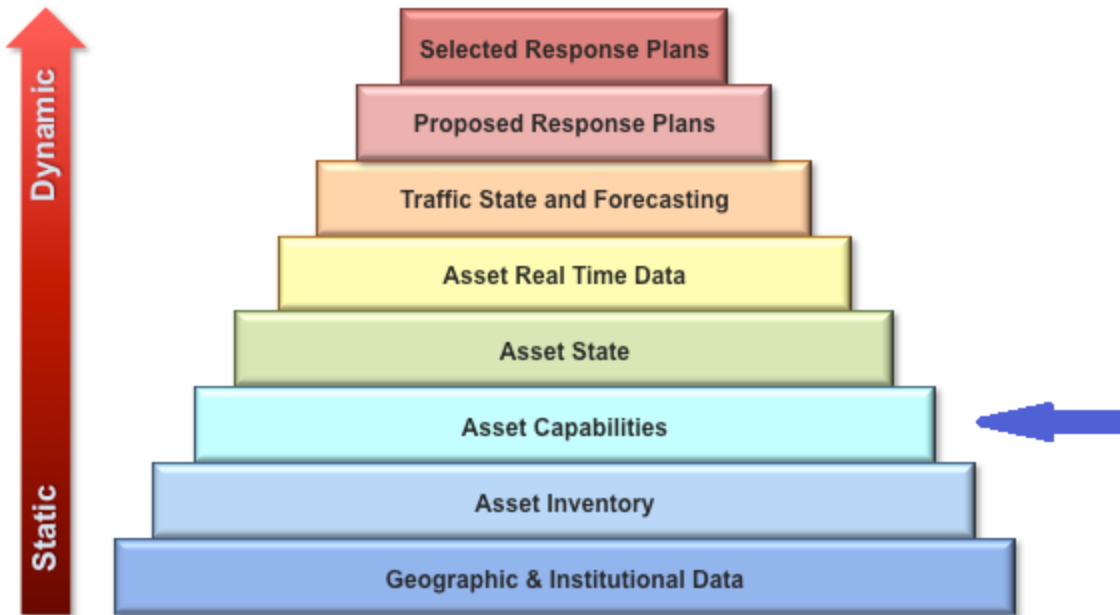 Dynamic
Static
Selected Response Plans
Proposed Response Plans
Traffic State and Forecasting
Asset Real Time Data
Asset State
Asset Capabilities
Asset Inventory
Geographic & Institutional Data